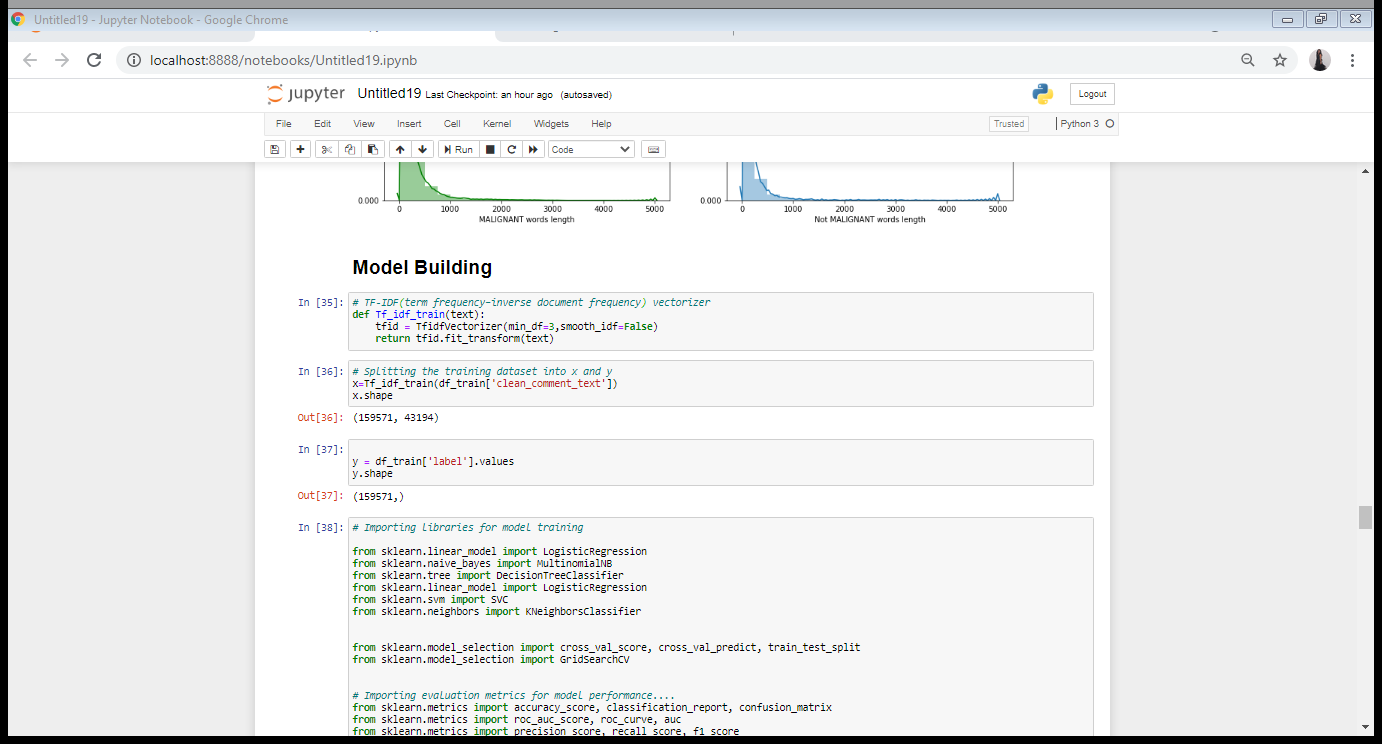 Untitled19 - Jupyter Notebook - Google Chrome
localhost:8888/notebooks/Untitled19.ipynb
jupyter Untitled19 Last Checkpoint: an hour ago (autosaved)
Logout
File Edit View Insert Cell Kernel Widgets Help
Trusted
Python 3
Run
Code
0.000
0 1000 2000 3000 4000 5000
MALIGNANT words length
0.000
0 1000 2000 3000 4000 5000
Not MALIGNANT words length
Model Building
In [35]:
# TF-IDF(term frequency-inverse document frequency) vectorizer
def Tf_idf_train(text):
    tfid = TfidfVectorizer(min_df=3,smooth_idf=False)
    return tfid.fit_transform(text)
In [36]:
# Splitting the training dataset into x and y
x=Tf_idf_train(df_train['clean_comment_text'])
x.shape
Out[36]: (159571, 43194)
In [37]:
y = df_train['label'].values
y.shape
Out[37]: (159571,)
In [38]:
# Importing libraries for model training
from sklearn.linear_model import LogisticRegression
from sklearn.naive_bayes import MultinomialNB
from sklearn.tree import DecisionTreeClassifier
from sklearn.linear_model import LogisticRegression
from sklearn.svm import SVC
from sklearn.neighbors import KNeighborsClassifier
from sklearn.model_selection import cross_val_score, cross_val_predict, train_test_split
from sklearn.model_selection import GridSearchCV
# Importing evaluation metrics for model performance....
from sklearn.metrics import accuracy_score, classification_report, confusion_matrix
from sklearn.metrics import roc_auc_score, roc_curve, auc
from sklearn.metrics import precision_score, recall_score, f1_score